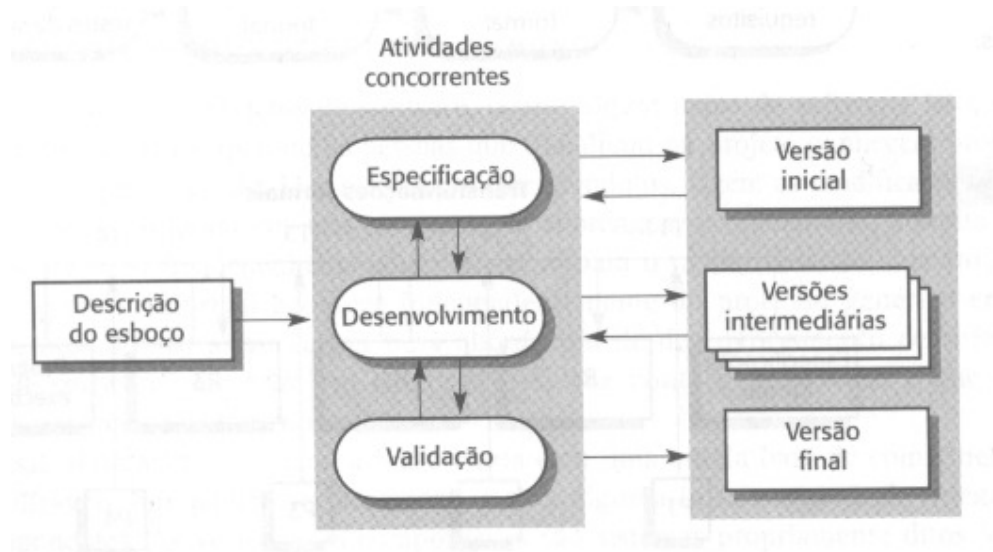 Atividades
concorrentes
Especificação
Versão
inicial
Descrição
do esboço
Desenvolvimento
Versões
intermediárias
Validação
Versão
final